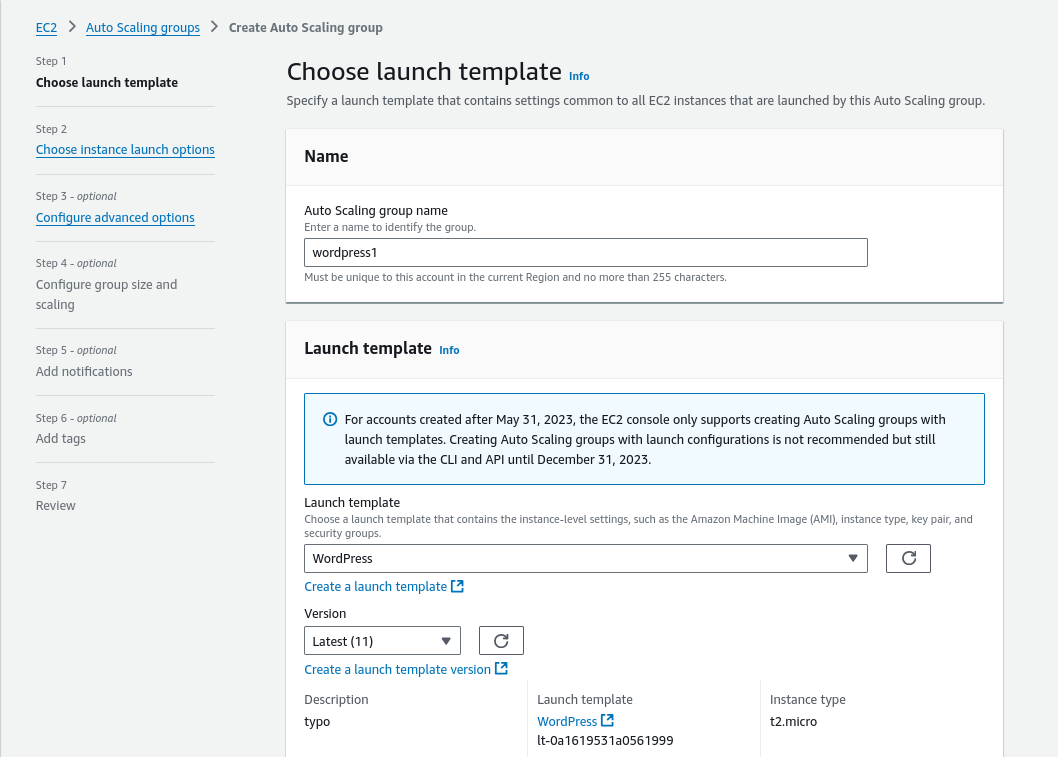 EC2 > Auto Scaling groups > Create Auto Scaling group
Step 1
Choose launch template
Step 2
Choose instance launch options
Step 3 - optional
Configure advanced options
Step 4 - optional
Configure group size and
scaling
Step 5 - optional
Add notifications
Step 6 - optional
Add tags
Step 7
Review
Choose launch template Info
Specify a launch template that contains settings common to all EC2 instances that are launched by this Auto Scaling group.
Name
Auto Scaling group name
Enter a name to identify the group.
wordpress1
Must be unique to this account in the current Region and no more than 255 characters.
Launch template Info
For accounts created after May 31, 2023, the EC2 console only supports creating Auto Scaling groups with
launch templates. Creating Auto Scaling groups with launch configurations is not recommended but still
available via the CLI and API until December 31, 2023.
Launch template
Choose a launch template that contains the instance-level settings, such as the Amazon Machine Image (AMI), instance type, key pair, and
security groups.
WordPress
Create a launch template
Version
Latest (11)
Create a launch template version
Description
typo
Launch template
WordPress
lt-0a1619531a0561999
Instance type
t2.micro